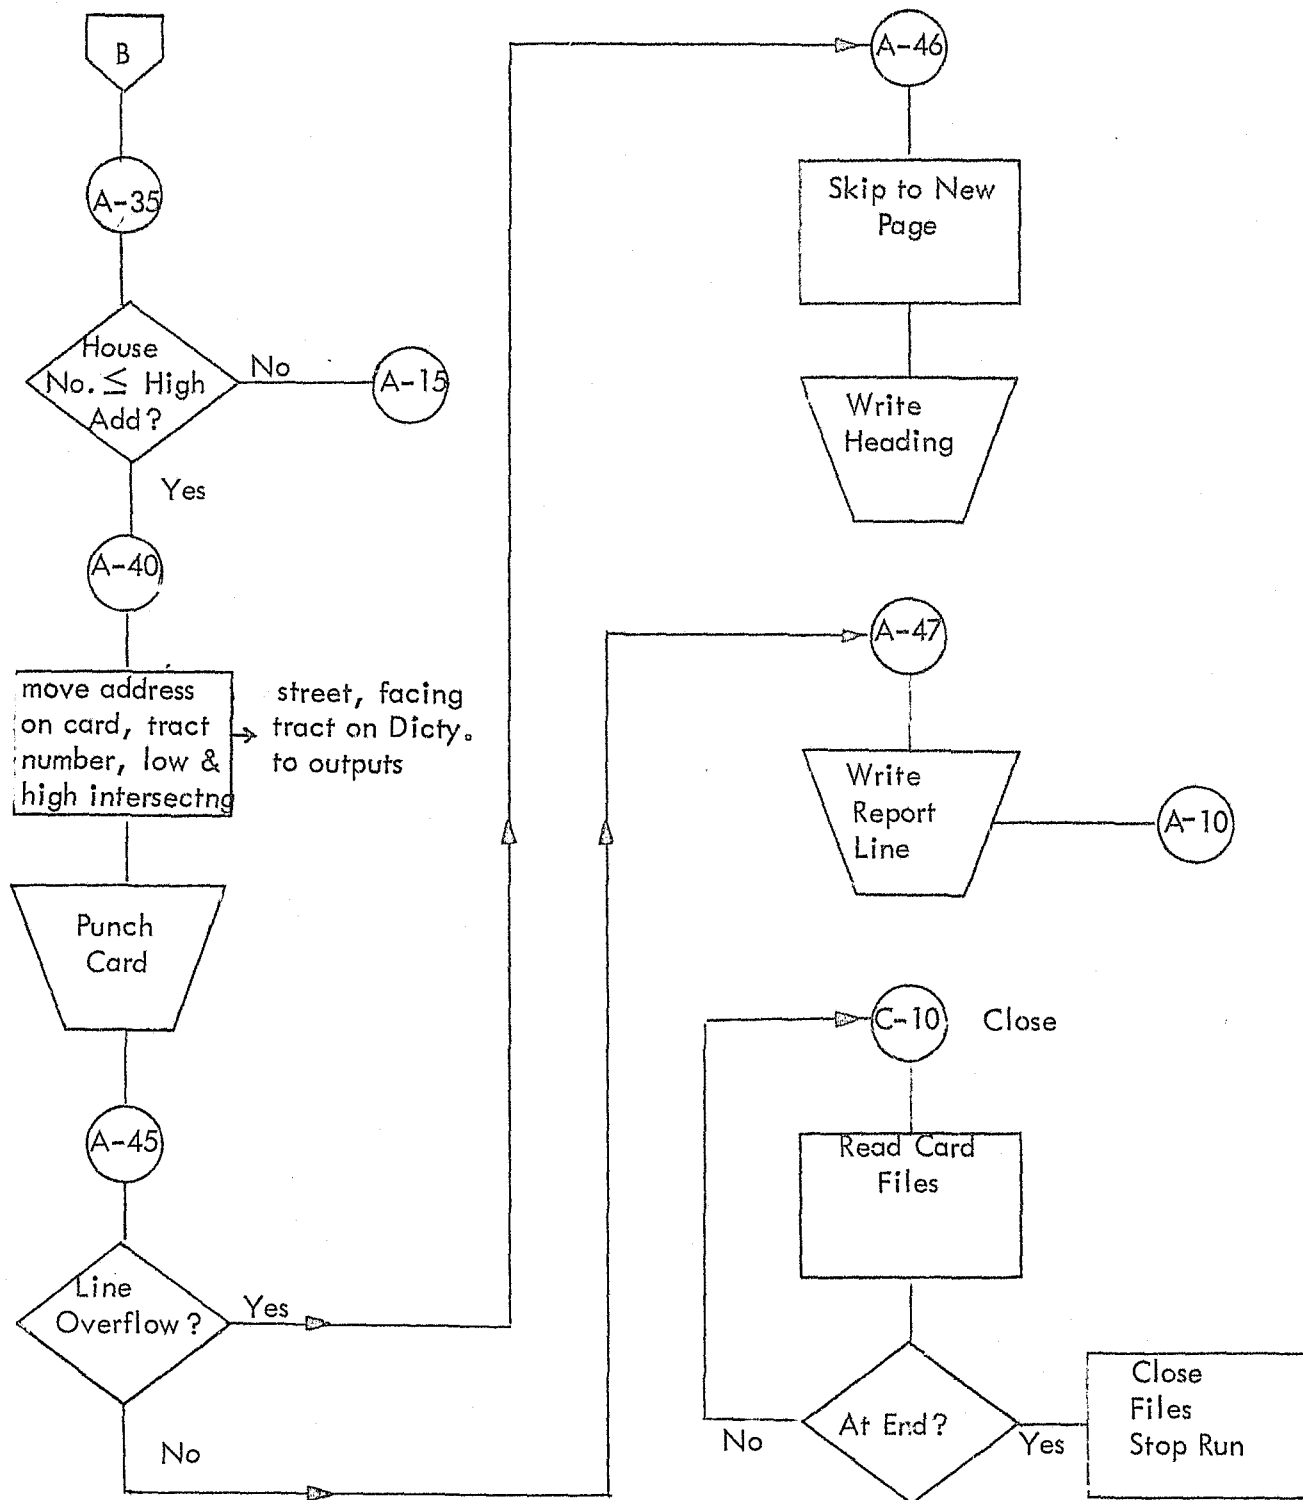 B
A-35
House
No. ≤ High
Add?
No
A-15
Yes
A-40
move address
on card, tract
number, low &
high intersectng
street, facing
tract on Dicty.
to outputs
Punch
Card
A-45
Line
Overflow?
Yes
No
A-46
Skip to New
Page
Write
Heading
A-47
Write
Report
Line
A-10
C-10 Close
Read Card
Files
At End?
No
Yes
Close
Files
Stop Run